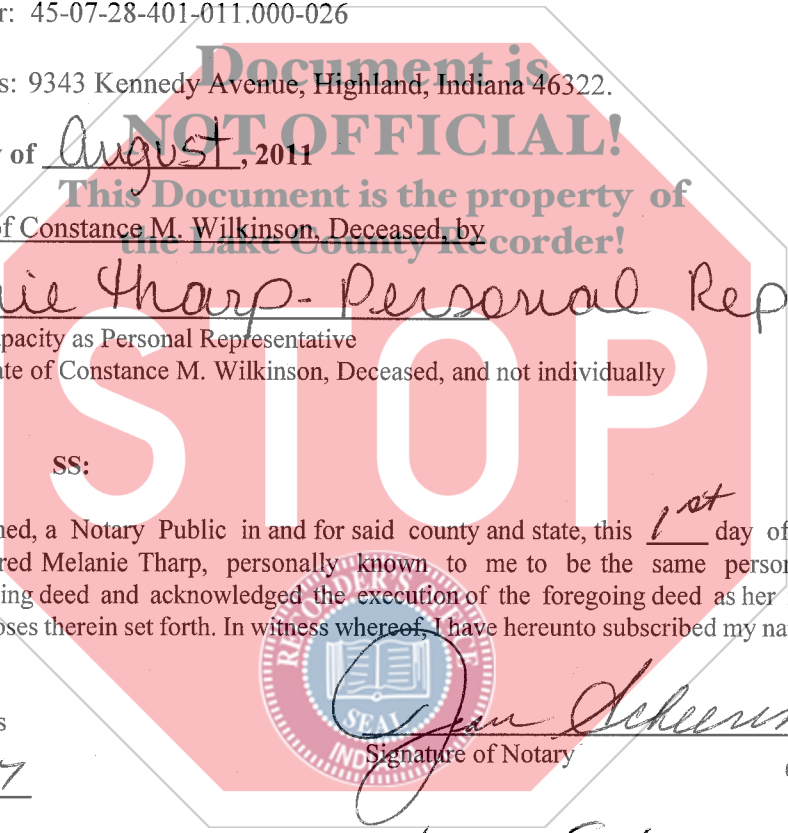 r: 45-07-28-401-011.000-026
Document is
s: 9343 Kennedy Avenue, Highland, Indiana 46322.
NOT OFFICIAL!
of August, 2011
This Document is the property of
of Constance M. Wilkinson, Deceased, by
the Lake County Recorder!
ie Tharp - Personal Rep
pacity as Personal Representative
ate of Constance M. Wilkinson, Deceased, and not individually
STOP
SS:
ned, a Notary Public in and for said county and state, this 1st day of
red Melanie Tharp, personally known to me to be the same person
ing deed and acknowledged the execution of the foregoing deed as her
oses therein set forth. In witness whereof, I have hereunto subscribed my na
RECORDER'S OFFICE
SEAL
s
Signature of Notary
7